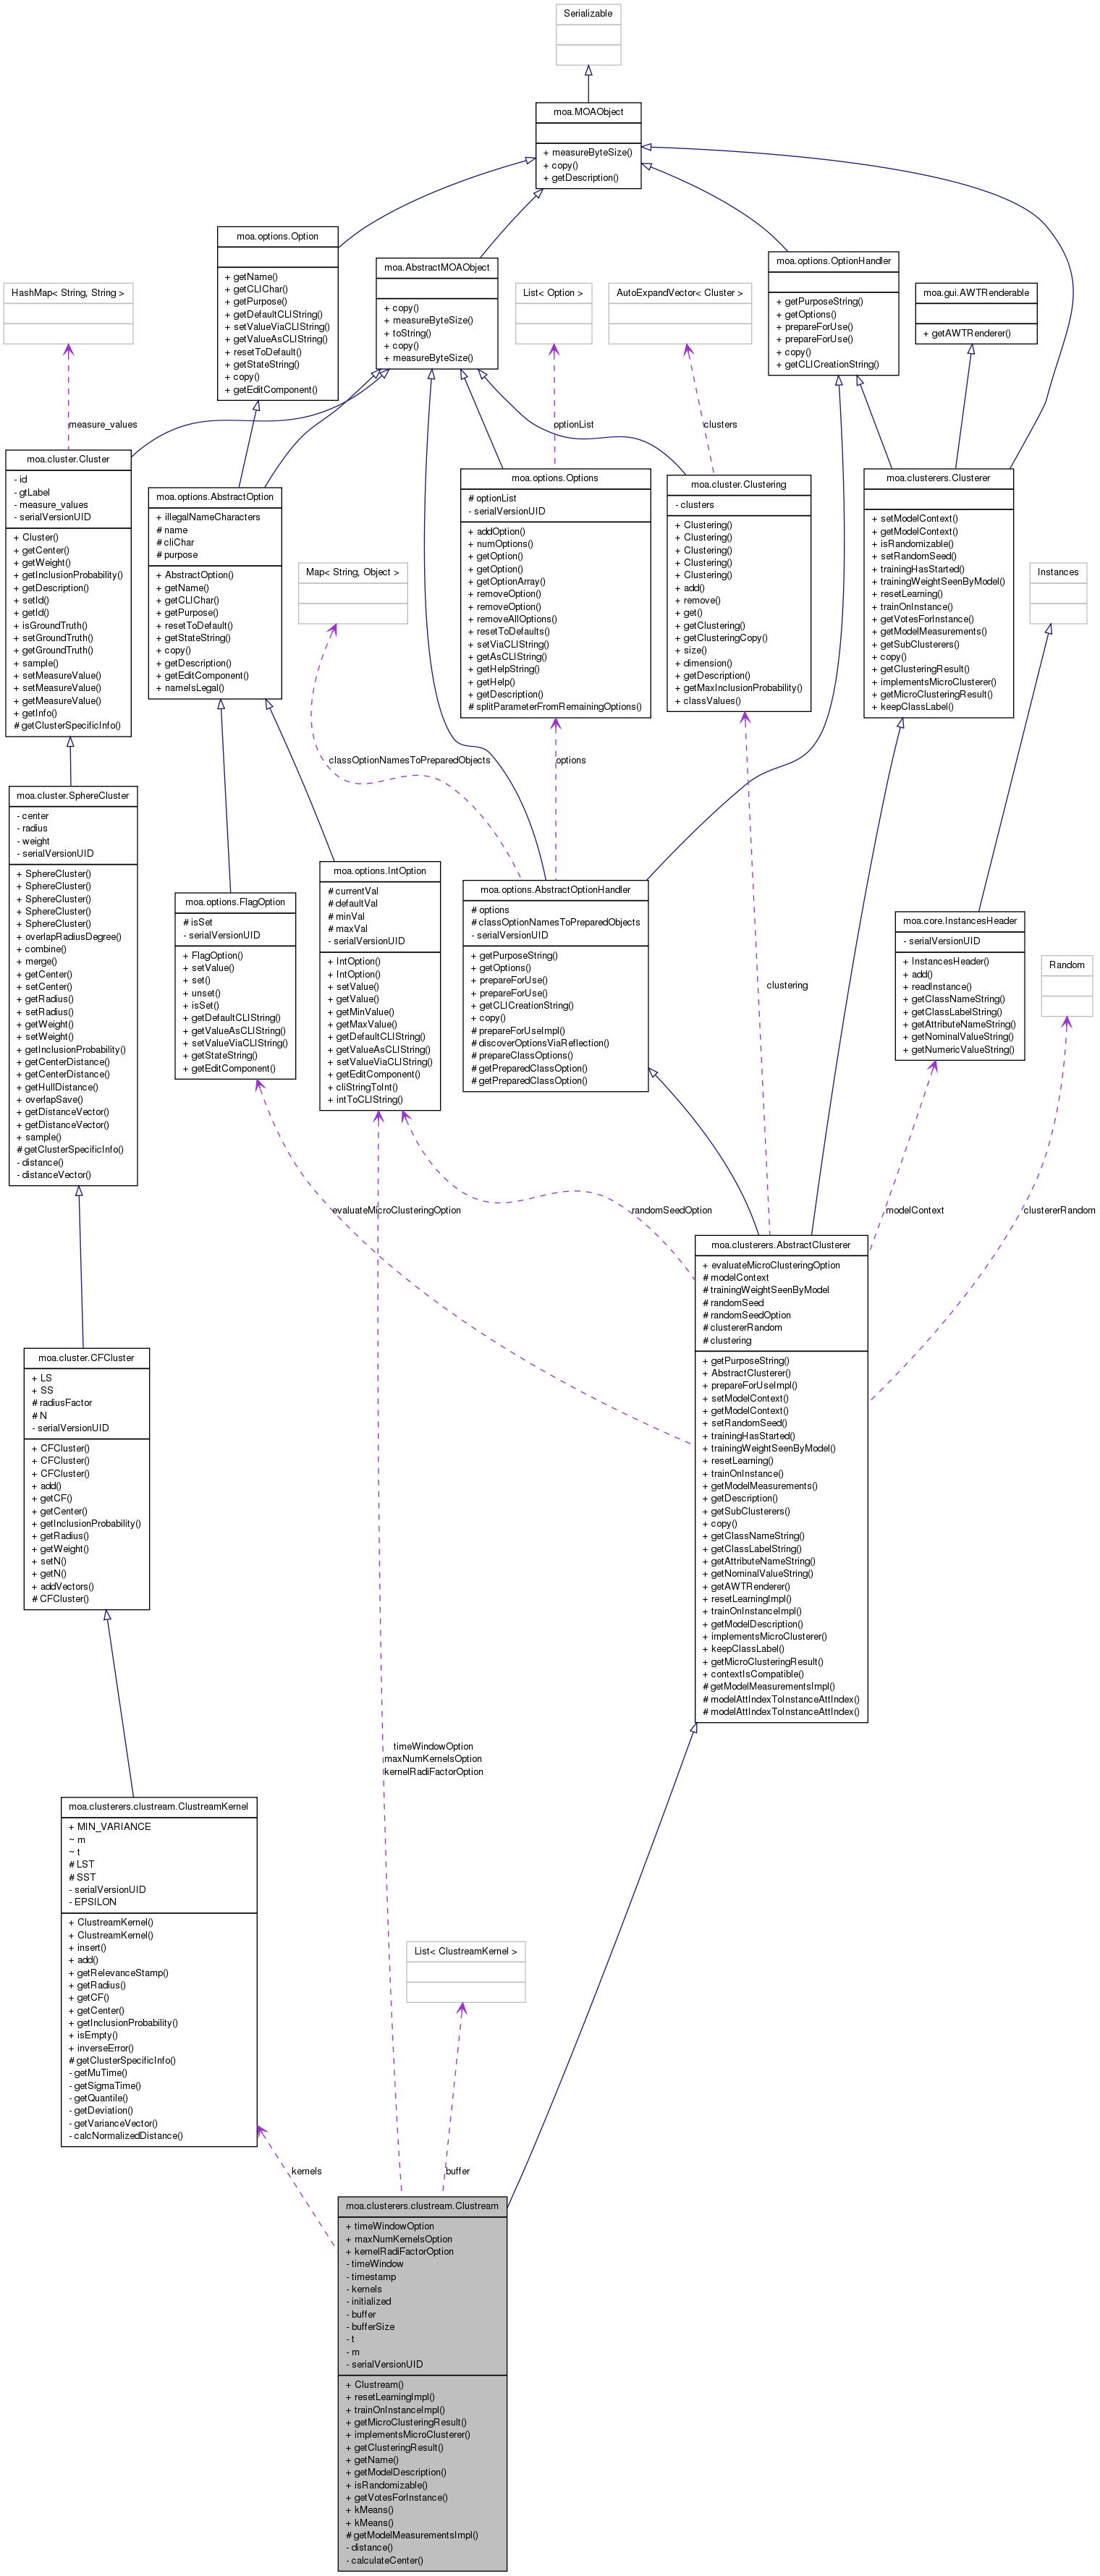 Serializable
moa.MOAObject
+ measureByteSize()
+ copy()
+ getDescription()
moa.options.Option
+ getName()
+ getCLIChar()
+ getPurpose()
+ getDefaultCLIString()
+ setValueViaCLIString()
+ getValueAsCLIString()
+ resetToDefault()
+ getStateString()
+ copy()
+ getEditComponent()
moa.AbstractMOAObject
+ copy()
+ measureByteSize()
+ toString()
+ copy()
+ measureByteSize()
moa.options.OptionHandler
+ getPurposeString()
+ getOptions()
+ prepareForUse()
+ prepareForUse()
+ copy()
+ getCLICreationString()
HashMap< String, String >
List< Option >
AutoExpandVector< Cluster >
moa.gui.AWTRenderable
+ getAWTRenderer()
measure_values
optionList
clusters
moa.cluster.Cluster
- id
- gtLabel
- measure_values
- serialVersionUID
+ Cluster()
+ getCenter()
+ getWeight()
+ getInclusionProbability()
+ getDescription()
+ setId()
+ getId()
+ isGroundTruth()
+ setGroundTruth()
+ getGroundTruth()
+ sample()
+ setMeasureValue()
+ setMeasureValue()
+ getMeasureValue()
+ getInfo()
# getClusterSpecificInfo()
moa.options.AbstractOption
+ illegalNameCharacters
# name
# cliChar
# purpose
+ AbstractOption()
+ getName()
+ getCLIChar()
+ getPurpose()
+ resetToDefault()
+ getStateString()
+ copy()
+ getDescription()
+ getEditComponent()
+ nameIsLegal()
Map< String, Object >
moa.options.Options
# optionList
- serialVersionUID
+ addOption()
+ numOptions()
+ getOption()
+ getOption()
+ getOptionArray()
+ removeOption()
+ removeOption()
+ removeAllOptions()
+ resetToDefaults()
+ setViaCLIString()
+ getAsCLIString()
+ getHelpString()
+ getHelp()
+ getDescription()
# splitParameterFromRemainingOptions()
moa.cluster.Clustering
- clusters
+ Clustering()
+ Clustering()
+ Clustering()
+ Clustering()
+ Clustering()
+ add()
+ remove()
+ get()
+ getClustering()
+ getClusteringCopy()
+ size()
+ dimension()
+ getDescription()
+ getMaxInclusionProbability()
+ classValues()
moa.clusterers.Clusterer
+ setModelContext()
+ getModelContext()
+ isRandomizable()
+ setRandomSeed()
+ trainingHasStarted()
+ trainingWeightSeenByModel()
+ resetLearning()
+ trainOnInstance()
+ getVotesForInstance()
+ getModelMeasurements()
+ getSubClusterers()
+ copy()
+ getClusteringResult()
+ implementsMicroClusterer()
+ getMicroClusteringResult()
+ keepClassLabel()
Instances
classOptionNamesToPreparedObjects
options
moa.cluster.SphereCluster
- center
- radius
- weight
- serialVersionUID
+ SphereCluster()
+ SphereCluster()
+ SphereCluster()
+ SphereCluster()
+ SphereCluster()
+ overlapRadiusDegree()
+ combine()
+ merge()
+ getCenter()
+ setCenter()
+ getRadius()
+ setRadius()
+ getWeight()
+ setWeight()
+ getInclusionProbability()
+ getCenterDistance()
+ getCenterDistance()
+ getHullDistance()
+ overlapSave()
+ getDistanceVector()
+ getDistanceVector()
+ sample()
# getClusterSpecificInfo()
- distance()
- distanceVector()
moa.options.FlagOption
# isSet
- serialVersionUID
+ FlagOption()
+ setValue()
+ set()
+ unset()
+ isSet()
+ getDefaultCLIString()
+ getValueAsCLIString()
+ setValueViaCLIString()
+ getStateString()
+ getEditComponent()
moa.options.IntOption
# currentVal
# defaultVal
# minVal
# maxVal
- serialVersionUID
+ IntOption()
+ IntOption()
+ setValue()
+ getValue()
+ getMinValue()
+ getMaxValue()
+ getDefaultCLIString()
+ getValueAsCLIString()
+ setValueViaCLIString()
+ getEditComponent()
+ cliStringToInt()
+ intToCLIString()
moa.options.AbstractOptionHandler
# options
# classOptionNamesToPreparedObjects
- serialVersionUID
+ getPurposeString()
+ getOptions()
+ prepareForUse()
+ prepareForUse()
+ getCLICreationString()
+ copy()
# prepareForUseImpl()
# discoverOptionsViaReflection()
# prepareClassOptions()
# getPreparedClassOption()
# getPreparedClassOption()
clustering
moa.core.InstancesHeader
- serialVersionUID
+ InstancesHeader()
+ add()
+ readInstance()
+ getClassNameString()
+ getClassLabelString()
+ getAttributeNameString()
+ getNominalValueString()
+ getNumericValueString()
Random
evaluateMicroClusteringOption
randomSeedOption
modelContext
clustererRandom
moa.clusterers.AbstractClusterer
+ evaluateMicroClusteringOption
# modelContext
# trainingWeightSeenByModel
# randomSeed
# randomSeedOption
# clustererRandom
# clustering
+ getPurposeString()
+ AbstractClusterer()
+ prepareForUseImpl()
+ setModelContext()
+ getModelContext()
+ setRandomSeed()
+ trainingHasStarted()
+ trainingWeightSeenByModel()
+ resetLearning()
+ trainOnInstance()
+ getModelMeasurements()
+ getDescription()
+ getSubClusterers()
+ copy()
+ getClassNameString()
+ getClassLabelString()
+ getAttributeNameString()
+ getNominalValueString()
+ getAWTRenderer()
+ resetLearningImpl()
+ trainOnInstanceImpl()
+ getModelDescription()
+ implementsMicroClusterer()
+ keepClassLabel()
+ getMicroClusteringResult()
+ contextIsCompatible()
# getModelMeasurementsImpl()
# modelAttIndexToInstanceAttIndex()
# modelAttIndexToInstanceAttIndex()
moa.cluster.CFCluster
+ LS
+ SS
# radiusFactor
# N
- serialVersionUID
+ CFCluster()
+ CFCluster()
+ CFCluster()
+ add()
+ getCF()
+ getCenter()
+ getInclusionProbability()
+ getRadius()
+ getWeight()
+ setN()
+ getN()
+ addVectors()
# CFCluster()
timeWindowOption
maxNumKernelsOption
kernelRadiFactorOption
moa.clusterers.clustream.ClustreamKernel
+ MIN_VARIANCE
~ m
~ t
# LST
# SST
- serialVersionUID
- EPSILON
+ ClustreamKernel()
+ ClustreamKernel()
+ insert()
+ add()
+ getRelevanceStamp()
+ getRadius()
+ getCF()
+ getCenter()
+ getInclusionProbability()
+ isEmpty()
+ inverseError()
# getClusterSpecificInfo()
- getMuTime()
- getSigmaTime()
- getQuantile()
- getDeviation()
- getVarianceVector()
- calcNormalizedDistance()
List< ClustreamKernel >
kernels
buffer
moa.clusterers.clustream.Clustream
+ timeWindowOption
+ maxNumKernelsOption
+ kernelRadiFactorOption
- timeWindow
- timestamp
- kernels
- initialized
- buffer
- bufferSize
- t
- m
- serialVersionUID
+ Clustream()
+ resetLearningImpl()
+ trainOnInstanceImpl()
+ getMicroClusteringResult()
+ implementsMicroClusterer()
+ getClusteringResult()
+ getName()
+ getModelDescription()
+ isRandomizable()
+ getVotesForInstance()
+ kMeans()
+ kMeans()
# getModelMeasurementsImpl()
- distance()
- calculateCenter()